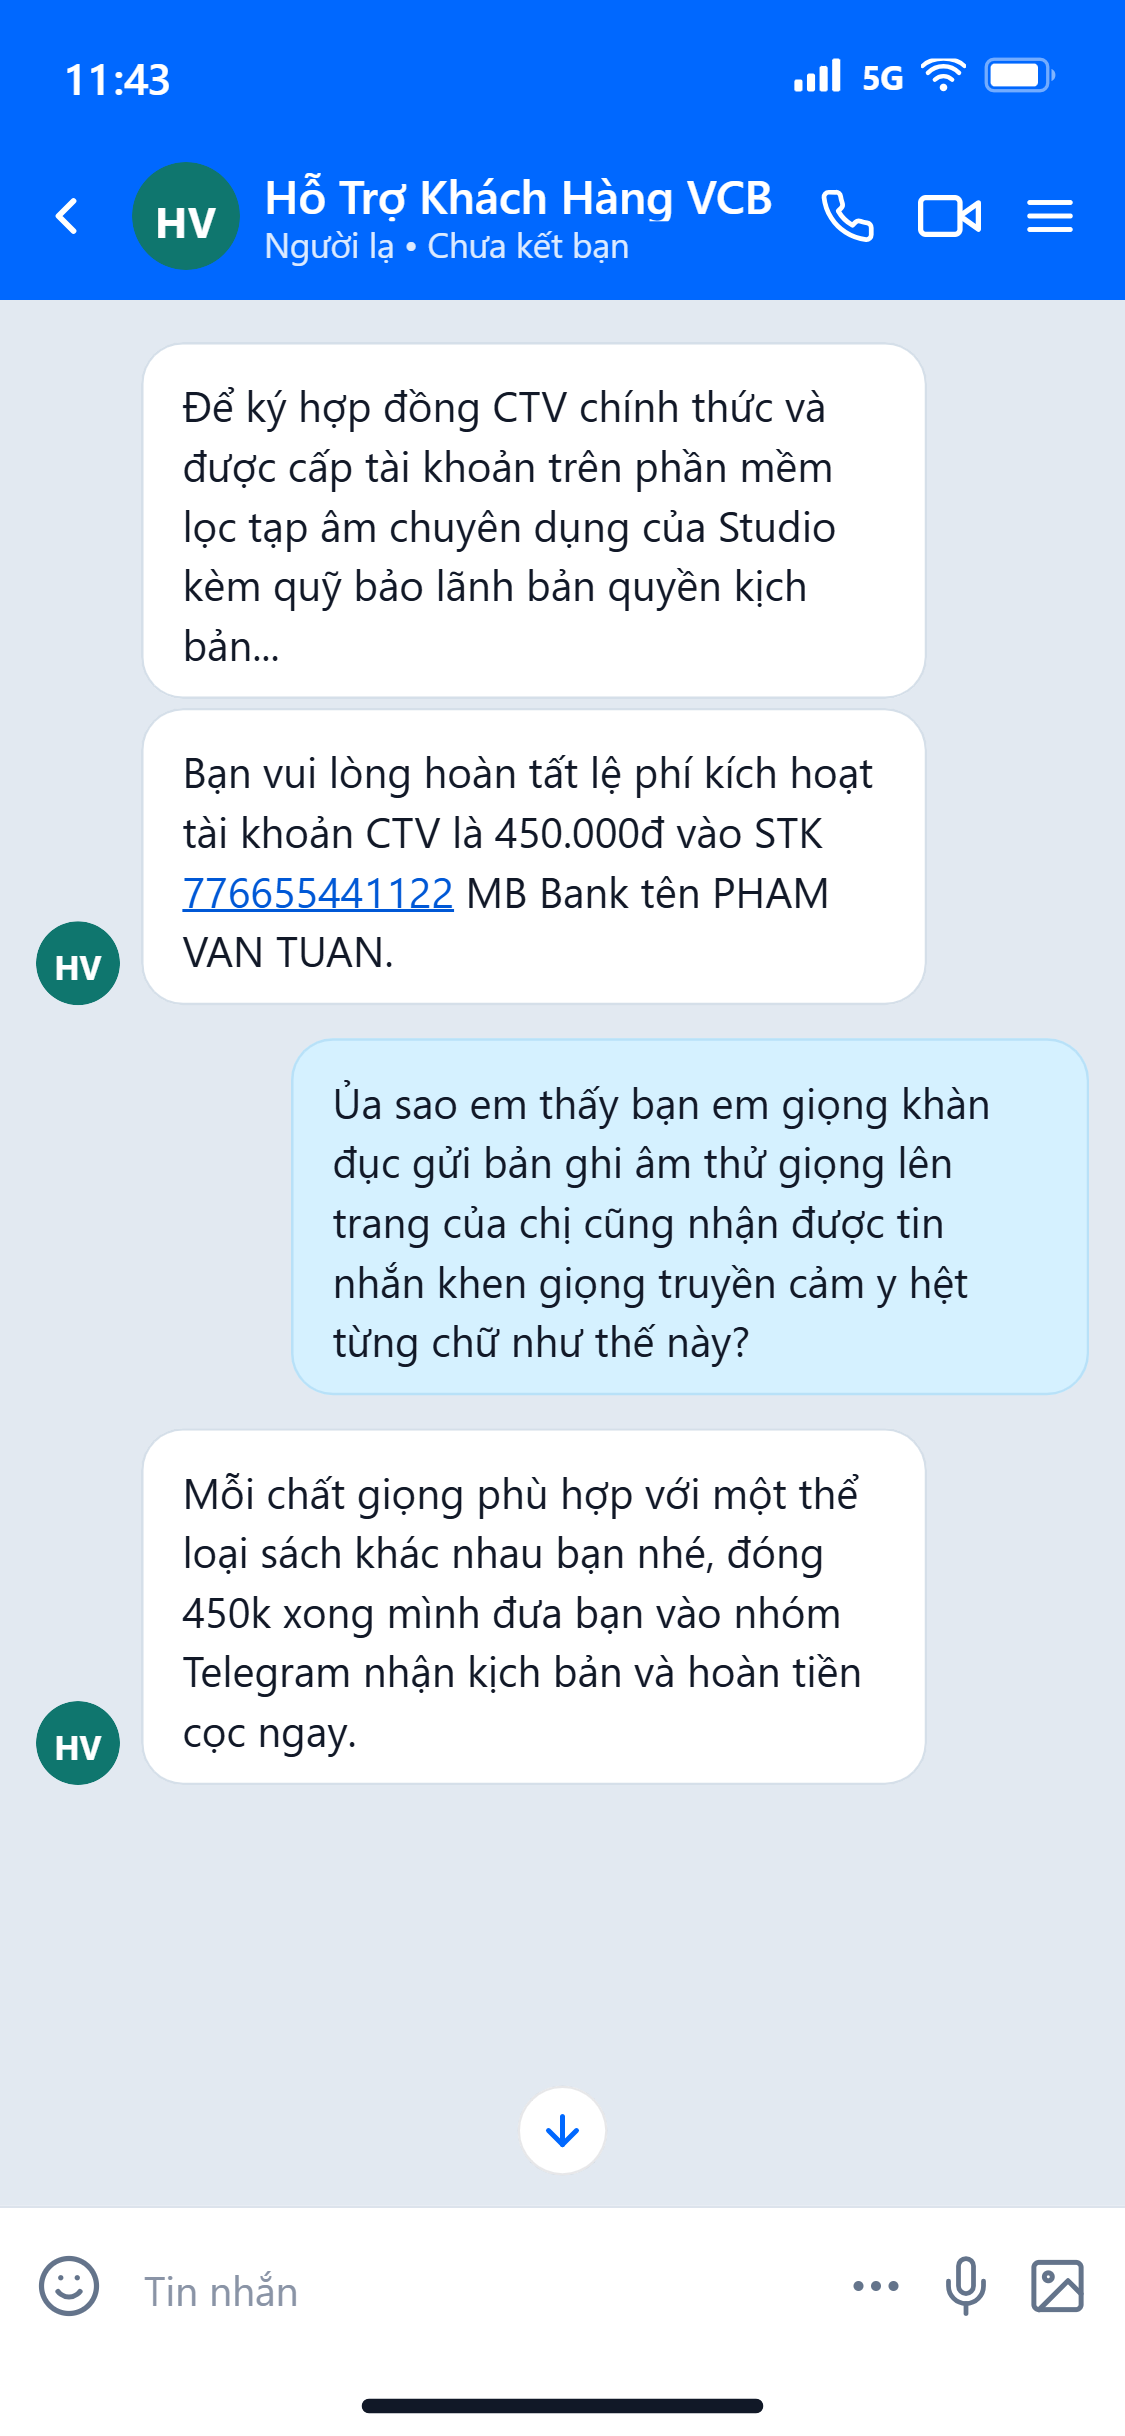 11:43
5G
HV
Hỗ Trợ Khách Hàng VCB
Người lạ • Chưa kết bạn
Để ký hợp đồng CTV chính thức và
được cấp tài khoản trên phần mềm
lọc tạp âm chuyên dụng của Studio
kèm quỹ bảo lãnh bản quyền kịch
bản...
Bạn vui lòng hoàn tất lệ phí kích hoạt
tài khoản CTV là 450.000đ vào STK
776655441122 MB Bank tên PHAM
VAN TUAN.
HV
Ủa sao em thấy bạn em giọng khàn
đục gửi bản ghi âm thử giọng lên
trang của chị cũng nhận được tin
nhắn khen giọng truyền cảm y hệt
từng chữ như thế này?
Mỗi chất giọng phù hợp với một thể
loại sách khác nhau bạn nhé, đóng
450k xong mình đưa bạn vào nhóm
Telegram nhận kịch bản và hoàn tiền
cọc ngay.
HV
Tin nhắn